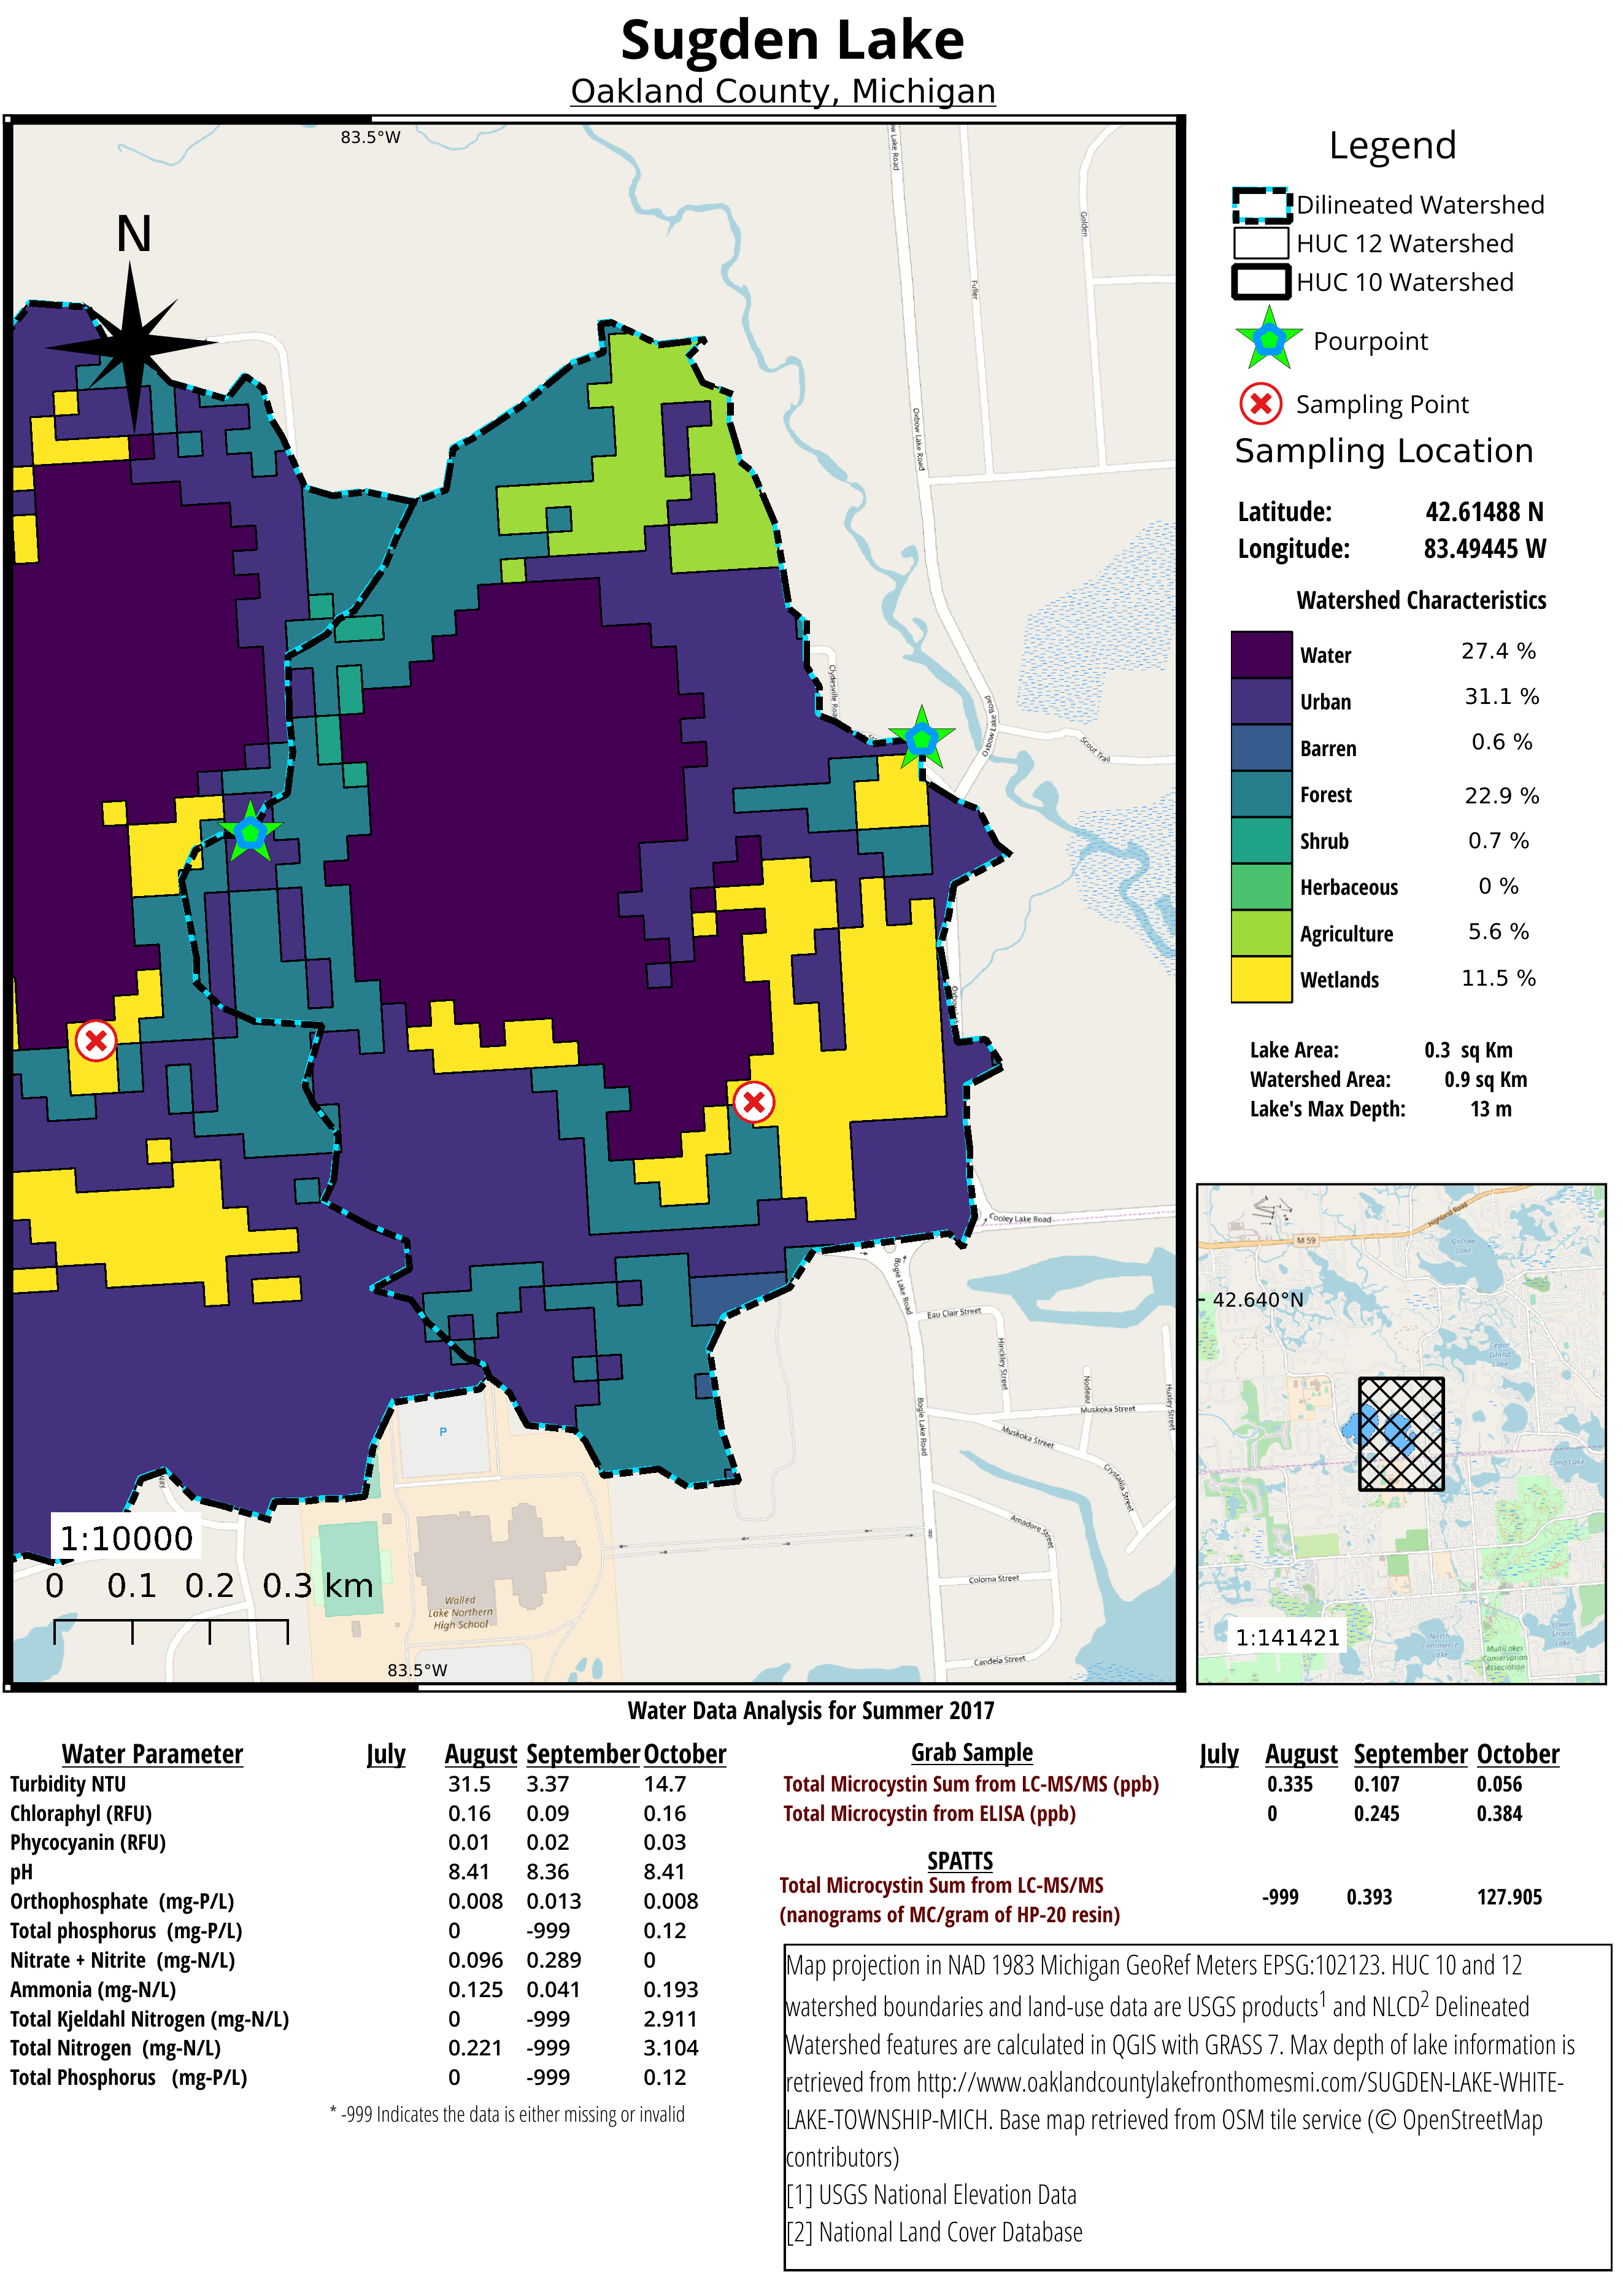 Sugden Lake
Oakland County, Michigan
83.5°W
N
Oxbow Lake Road
Golden
Fuller
Oxbow Lake Road
Clydesville Road
Oxbow Lake Road
Scout Trail
Cooley Lake Road
Bogie Lake Road
Eau Clair Street
Hinckley Street
Nodeau
Huxley Street
Muskoka Street
Bogie Lake Road
Muskoka Street
Crystalia Street
P
Amadore Street
Coloma Street
Candela Street
Walled
Lake Northern
High School
1:10000
0 0.1 0.2 0.3 km
83.5°W
Legend
Dilineated Watershed
HUC 12 Watershed
HUC 10 Watershed
Pourpoint
Sampling Point
Sampling Location
Latitude: 42.61488 N
Longitude: 83.49445 W
Watershed Characteristics
Water 27.4 %
Urban 31.1 %
Barren 0.6 %
Forest 22.9 %
Shrub 0.7 %
Herbaceous 0 %
Agriculture 5.6 %
Wetlands 11.5 %
Lake Area: 0.3 sq Km
Watershed Area: 0.9 sq Km
Lake's Max Depth: 13 m
Highland Road
M 59
Oxbow
Lake
42.640°N
Cedar
Island
Lake
Long Lake
1:141421
North
Commerce
Lake
MultiLakes
Conservation
Association
Lower
Straits
Lake
Water Data Analysis for Summer 2017
Water Parameter July August September October
Turbidity NTU 31.5 3.37 14.7
Chloraphyl (RFU) 0.16 0.09 0.16
Phycocyanin (RFU) 0.01 0.02 0.03
pH 8.41 8.36 8.41
Orthophosphate (mg-P/L) 0.008 0.013 0.008
Total phosphorus (mg-P/L) 0 -999 0.12
Nitrate + Nitrite (mg-N/L) 0.096 0.289 0
Ammonia (mg-N/L) 0.125 0.041 0.193
Total Kjeldahl Nitrogen (mg-N/L) 0 -999 2.911
Total Nitrogen (mg-N/L) 0.221 -999 3.104
Total Phosphorus (mg-P/L) 0 -999 0.12
* -999 Indicates the data is either missing or invalid
Grab Sample July August September October
Total Microcystin Sum from LC-MS/MS (ppb) 0.335 0.107 0.056
Total Microcystin from ELISA (ppb) 0 0.245 0.384
SPATTS
Total Microcystin Sum from LC-MS/MS
(nanograms of MC/gram of HP-20 resin) -999 0.393 127.905
Map projection in NAD 1983 Michigan GeoRef Meters EPSG:102123. HUC 10 and 12
watershed boundaries and land-use data are USGS products1 and NLCD2 Delineated
Watershed features are calculated in QGIS with GRASS 7. Max depth of lake information is
retrieved from http://www.oaklandcountylakefronthomesmi.com/SUGDEN-LAKE-WHITE-
LAKE-TOWNSHIP-MICH. Base map retrieved from OSM tile service (© OpenStreetMap
contributors)
[1] USGS National Elevation Data
[2] National Land Cover Database